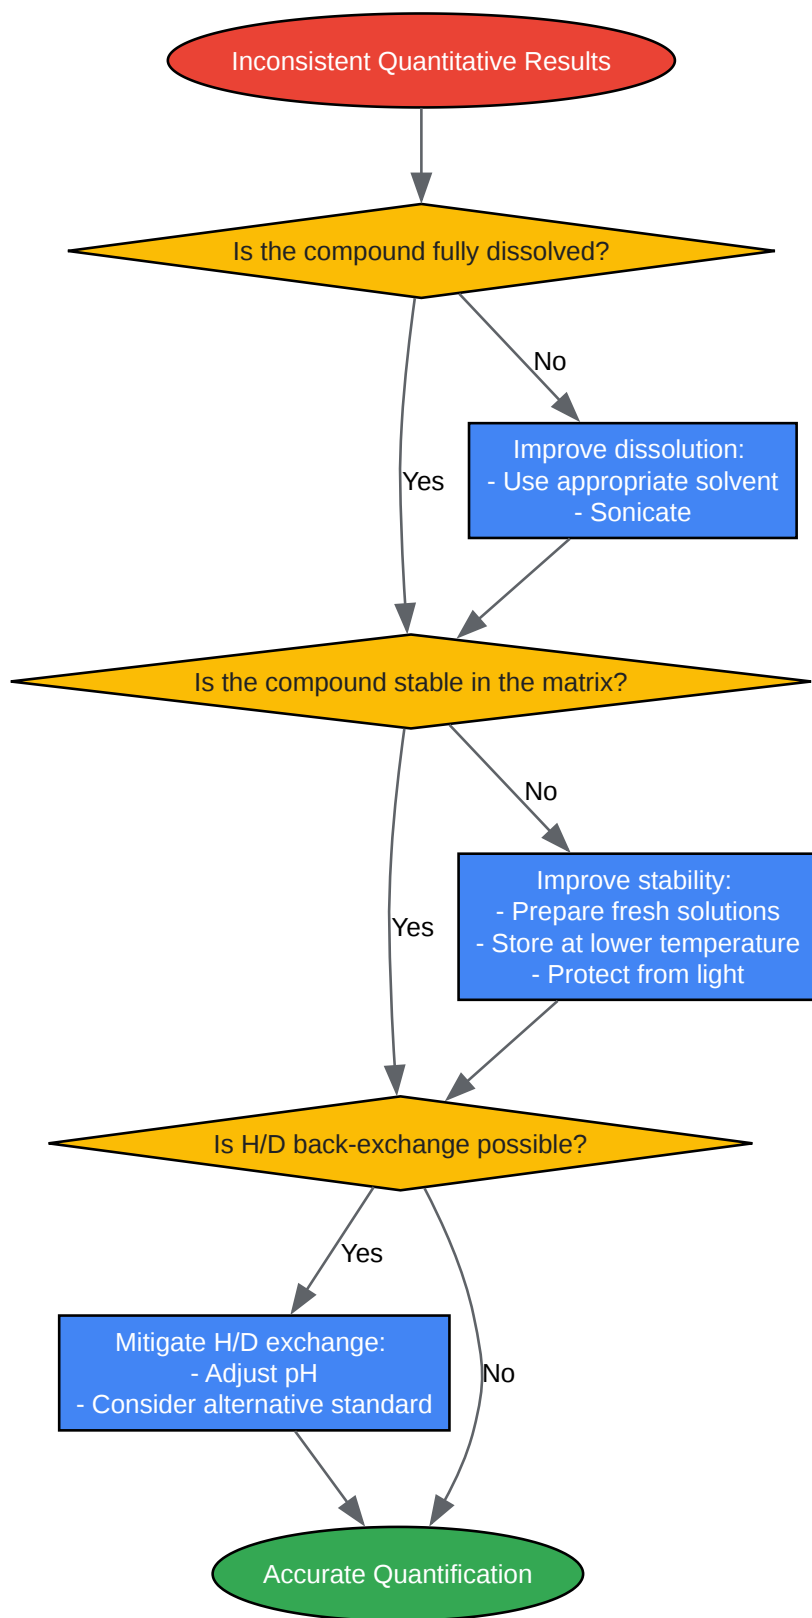 Inconsistent Quantitative Results
Is the compound fully dissolved?
No
Improve dissolution:
- Use appropriate solvent
- Sonicate
Yes
Is the compound stable in the matrix?
No
Improve stability:
- Prepare fresh solutions
- Store at lower temperature
- Protect from light
Yes
Is H/D back-exchange possible?
Yes
Mitigate H/D exchange:
- Adjust pH
- Consider alternative standard
No
Accurate Quantification